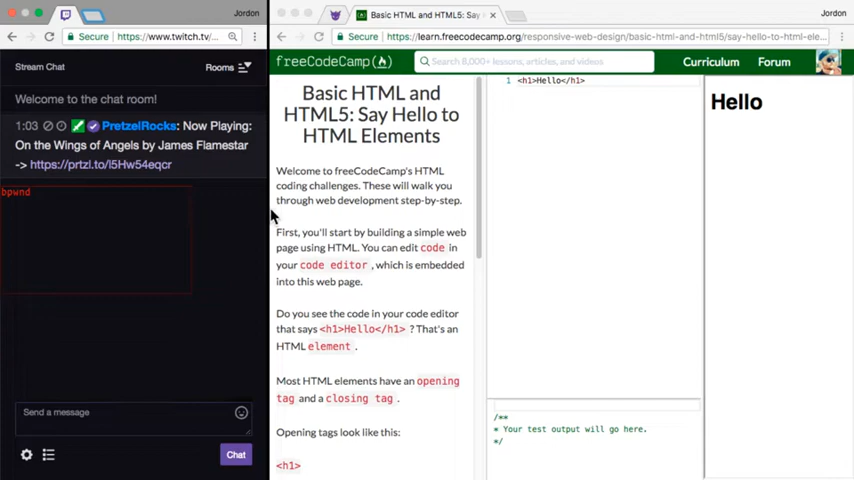 Jordon
Secure | https://www.twitch.tv/...
Stream Chat
Rooms
Welcome to the chat room!
1:03 PretzelRocks: Now Playing:
On the Wings of Angels by James Flamestar
-> https://prtzl.to/l5Hw54eqcr
bpwnd
Send a message
Chat
Basic HTML and HTML5: Say
Jordon
Secure | https://learn.freecodecamp.org/responsive-web-design/basic-html-and-html5/say-hello-to-html-ele...
freeCodeCamp
Search 8,000+ lessons, articles, and videos
Curriculum
Forum
Basic HTML and
HTML5: Say Hello to
HTML Elements
Welcome to freeCodeCamp's HTML
coding challenges. These will walk you
through web development step-by-step.
First, you'll start by building a simple web
page using HTML. You can edit code in
your code editor, which is embedded
into this web page.
Do you see the code in your code editor
that says <h1>Hello</h1> ? That's an
HTML element .
Most HTML elements have an opening
tag and a closing tag .
Opening tags look like this:
<h1>
1 <h1>Hello</h1>
/**
* Your test output will go here.
*/
Hello